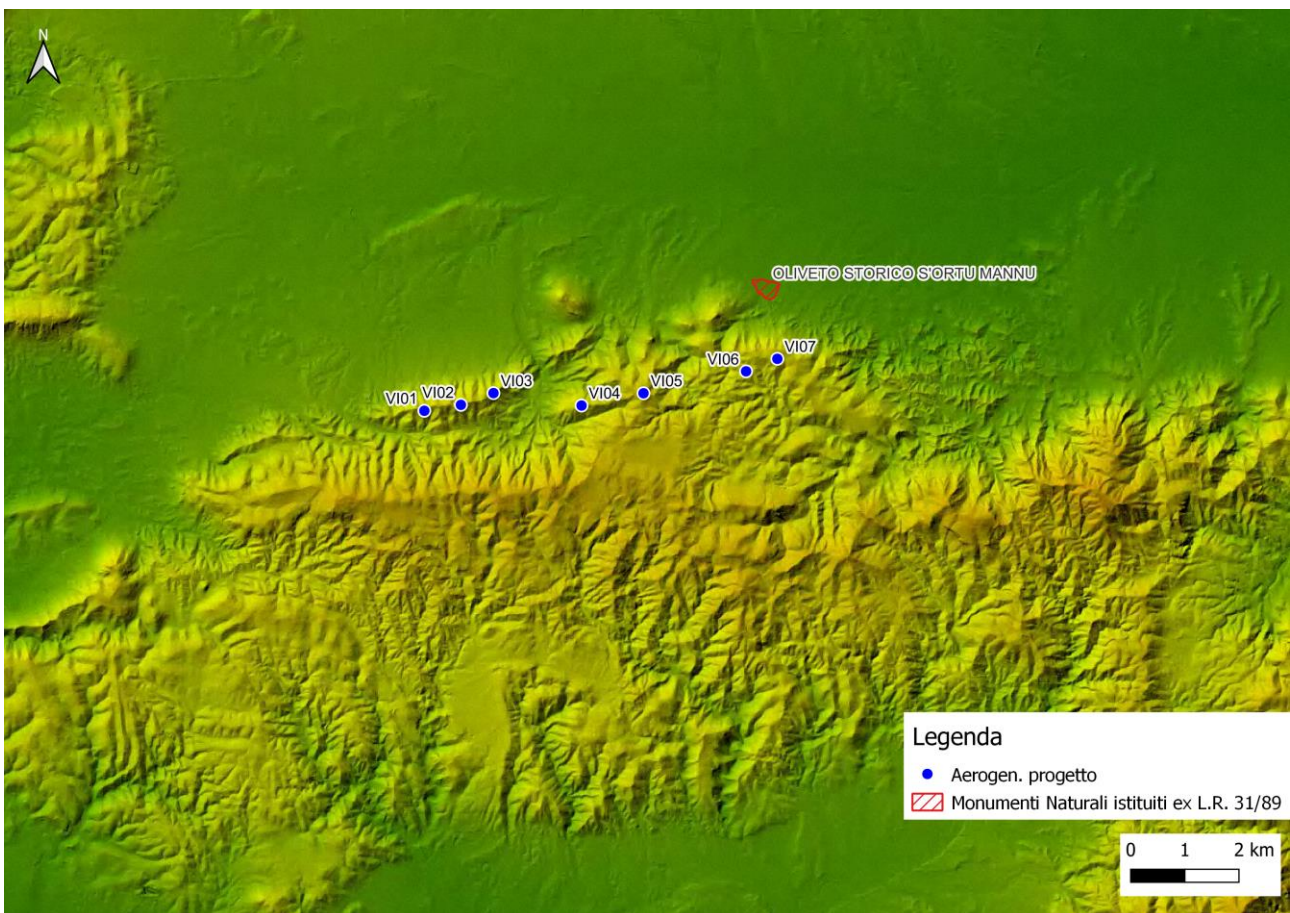 N
OLIVETO STORICO S'ORTU MANNU
VI07
VI06
VI05
VI03
VI04
VI02
VI01
Legenda
Aerogen. progetto
Monumenti Naturali istituiti ex L.R. 31/89
0 1 2 km